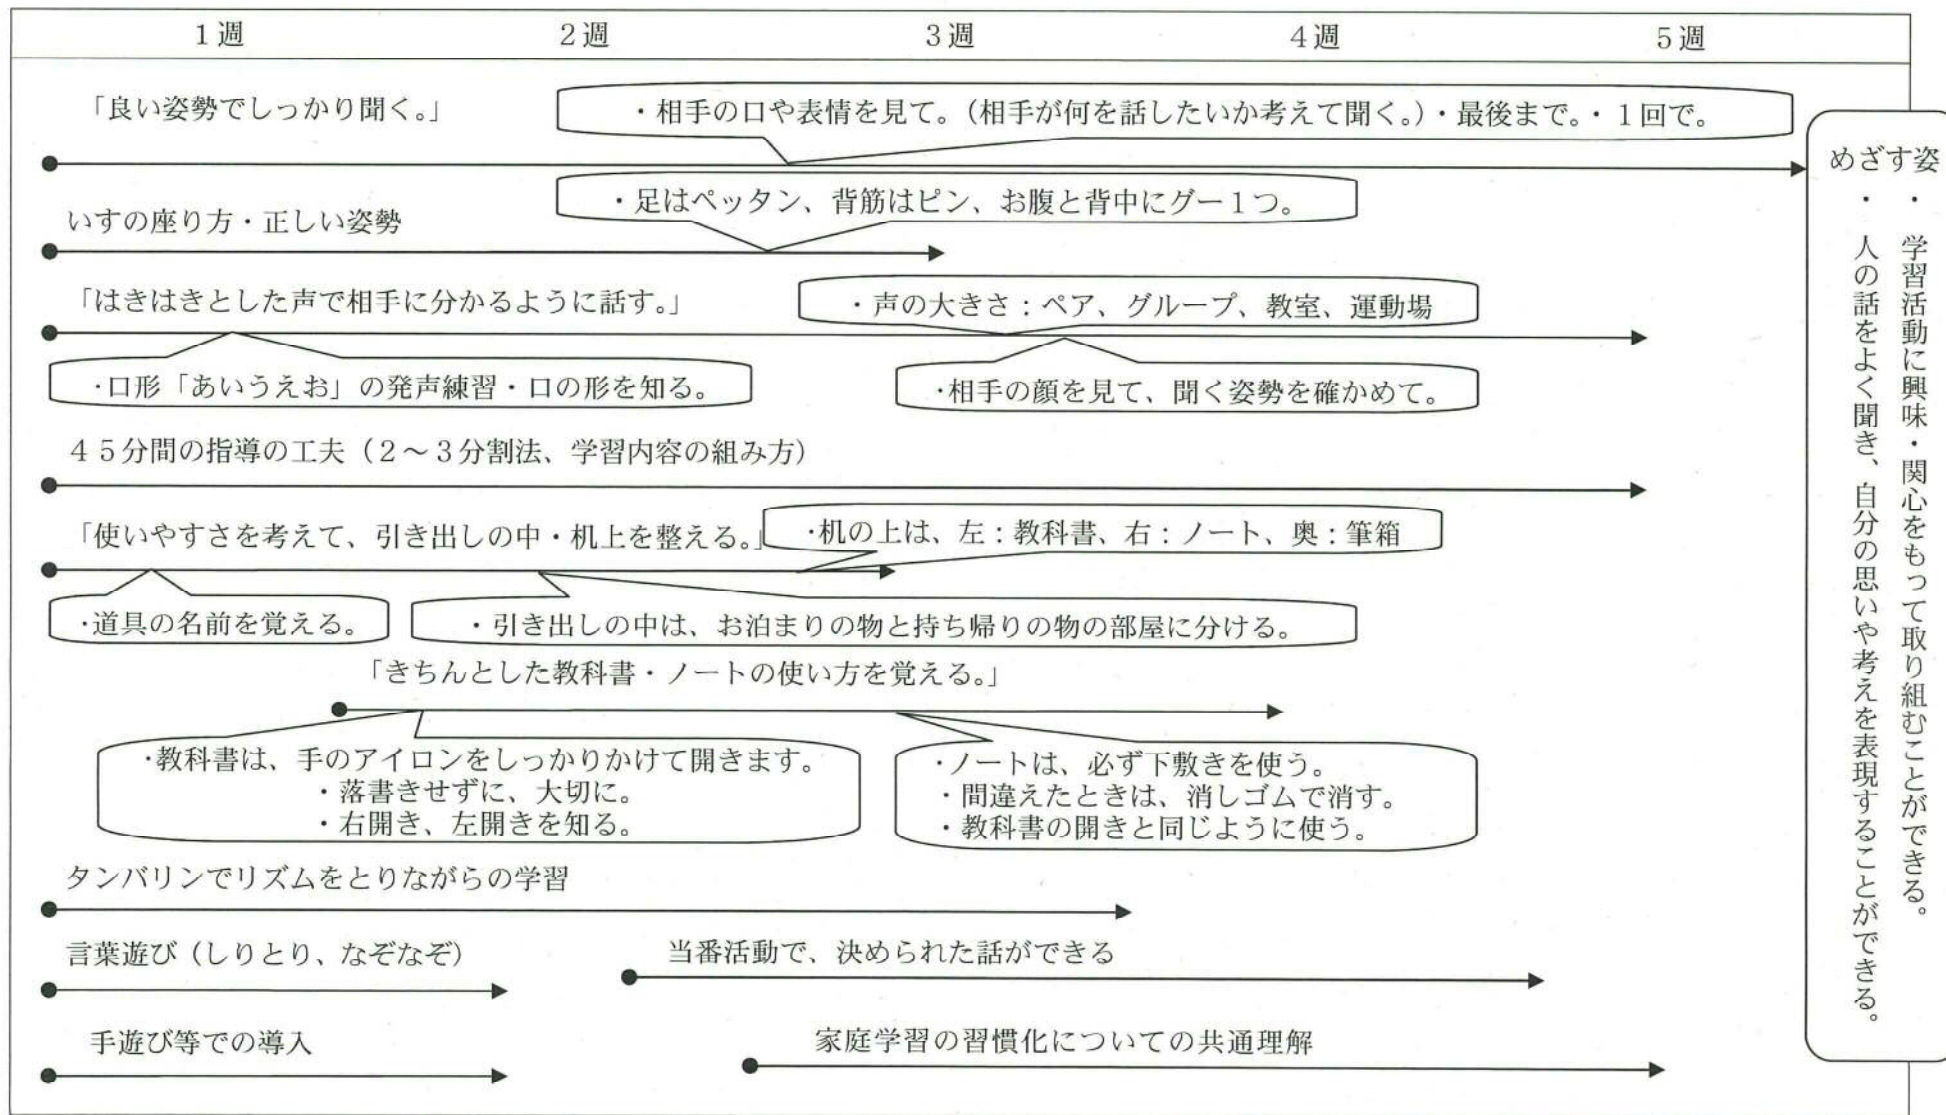 1週 2週 3週 4週 5週
「良い姿勢でしっかり聞く。」
・相手の口や表情を見て。（相手が何を話したいか考えて聞く。）・最後まで。・1回で。
いすの座り方・正しい姿勢
・足はペッタン、背筋はピン、お腹と背中にグー1つ。
「はきはきとした声で相手に分かるように話す。」
・声の大きさ：ペア、グループ、教室、運動場
・口形「あいうえお」の発声練習・口の形を知る。
・相手の顔を見て、聞く姿勢を確かめて。
４５分間の指導の工夫（２～３分割法、学習内容の組み方）
「使いやすさを考えて、引き出しの中・机上を整える。」
・机の上は、左：教科書、右：ノート、奥：筆箱
・道具の名前を覚える。
・引き出しの中は、お泊まりの物と持ち帰りの物の部屋に分ける。
「きちんとした教科書・ノートの使い方を覚える。」
・教科書は、手のアイロンをしっかりかけて開きます。
・落書きせずに、大切に。
・右開き、左開きを知る。
・ノートは、必ず下敷きを使う。
・間違えたときは、消しゴムで消す。
・教科書の開きと同じように使う。
タンバリンでリズムをとりながらの学習
言葉遊び（しりとり、なぞなぞ）
当番活動で、決められた話ができる
手遊び等での導入
家庭学習の習慣化についての共通理解
めざす姿
・学習活動に興味・関心をもって取り組むことができる。
・人の話をよく聞き、自分の思いや考えを表現することができる。